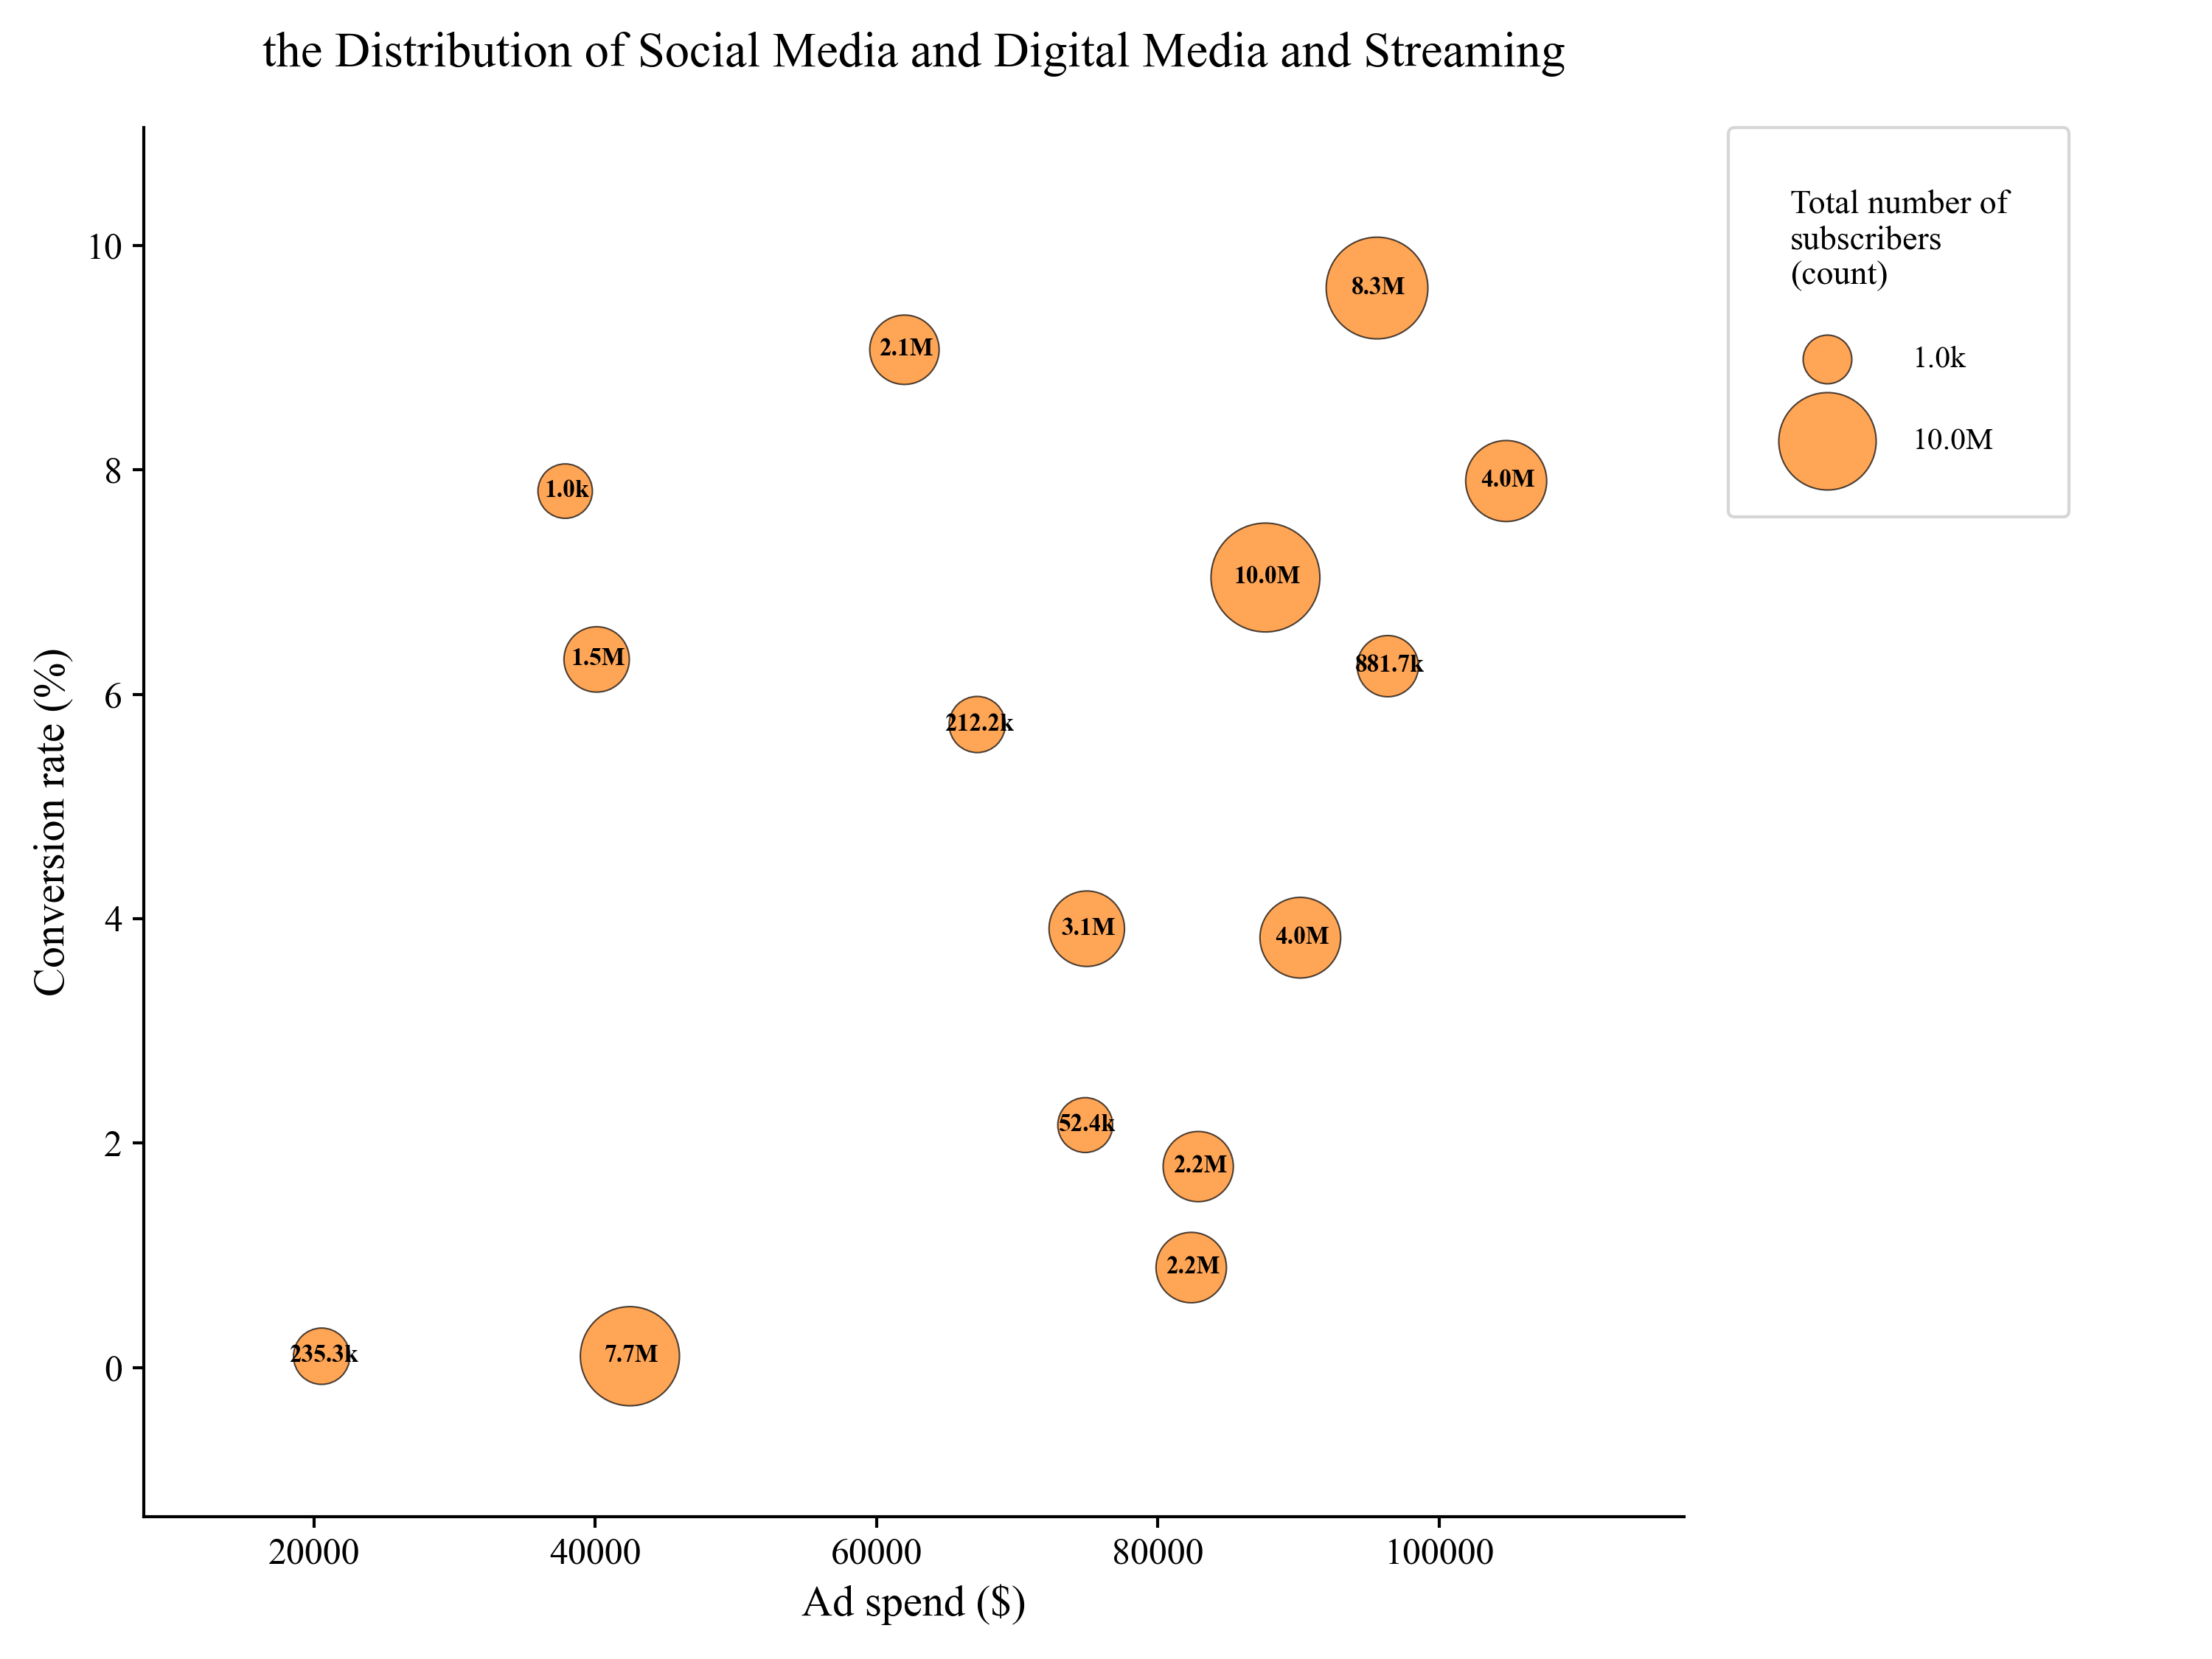 the Distribution of Social Media and Digital Media and Streaming
Total number of
subscribers
(count)
1.0k
10.0M
Conversion rate (%)
10
8
6
4
2
0
8.3M
2.1M
4.0M
1.0k
10.0M
1.5M
881.7k
212.2k
3.1M
4.0M
52.4k
2.2M
2.2M
235.3k
7.7M
20000
40000
60000
80000
100000
Ad spend ($)